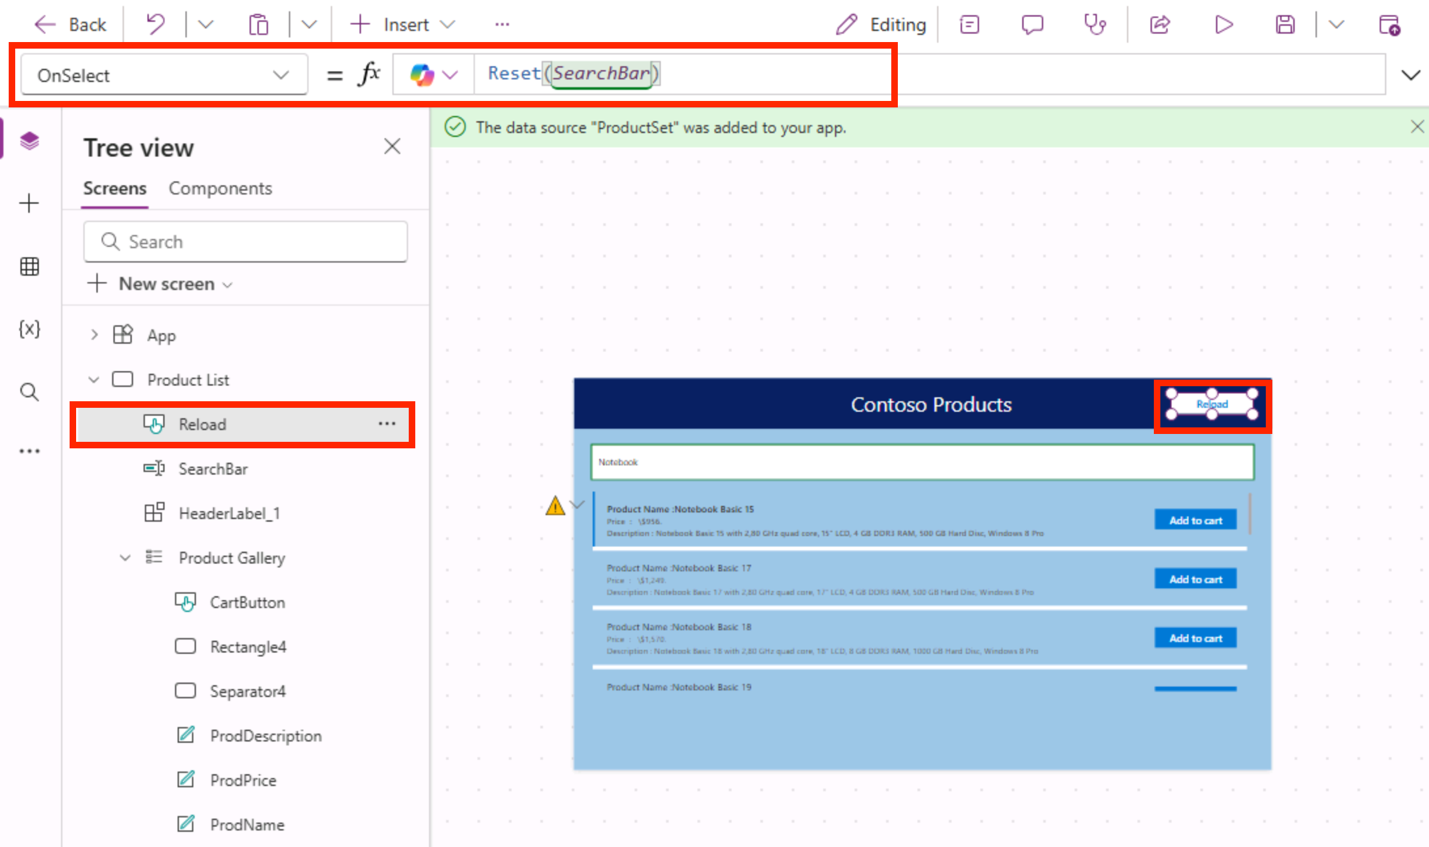 Back
Insert
...
Editing
OnSelect
= fx
Reset(SearchBar)
Tree view
Screens Components
Search
New screen
{x}
App
Product List
Reload ...
SearchBar
HeaderLabel_1
Product Gallery
CartButton
Rectangle4
Separator4
ProdDescription
ProdPrice
ProdName
The data source "ProductSet" was added to your app.
Contoso Products
Reload
Notebook
Product Name :Notebook Basic 15
Price : \$956.
Description : Notebook Basic 15 with 2,80 GHz quad core, 15" LCD, 4 GB DDR3 RAM, 500 GB Hard Disc, Windows 8 Pro
Add to cart
Product Name :Notebook Basic 17
Price : \$1,249.
Description : Notebook Basic 17 with 2,80 GHz quad core, 17" LCD, 4 GB DDR3 RAM, 500 GB Hard Disc, Windows 8 Pro
Add to cart
Product Name :Notebook Basic 18
Price : \$1,570.
Description : Notebook Basic 18 with 2,80 GHz quad core, 18" LCD, 8 GB DDR3 RAM, 1000 GB Hard Disc, Windows 8 Pro
Add to cart
Product Name :Notebook Basic 19